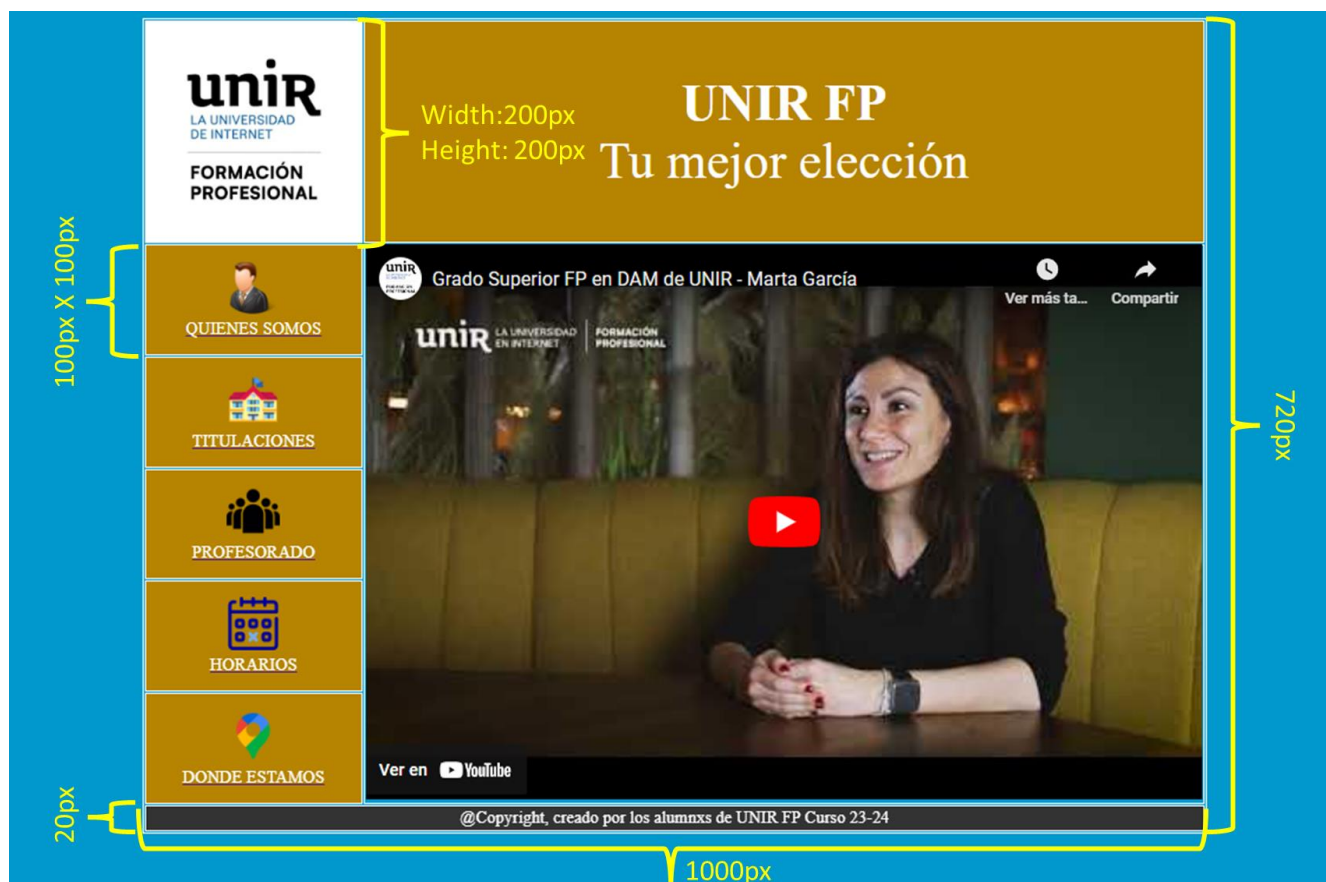 unir
LA UNIVERSIDAD
DE INTERNET
FORMACIÓN
PROFESIONAL
Width:200px
Height: 200px
UNIR FP
Tu mejor elección
100px X 100px
QUIENES SOMOS
TITULACIONES
PROFESORADO
HORARIOS
DONDE ESTAMOS
unir
Grado Superior FP en DAM de UNIR - Marta García
Ver más ta...
Compartir
unir LA UNIVERSIDAD EN INTERNET FORMACIÓN PROFESIONAL
Ver en YouTube
720px
20px
@Copyright, creado por los alumnxs de UNIR FP Curso 23-24
1000px